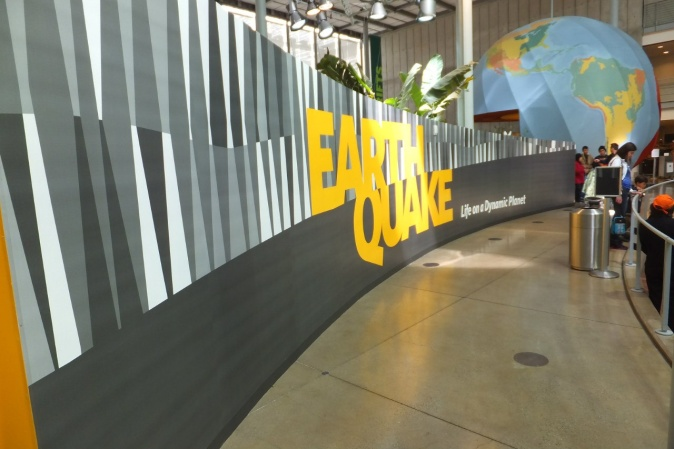 EARTH
QUAKE
Life on a Dynamic Planet